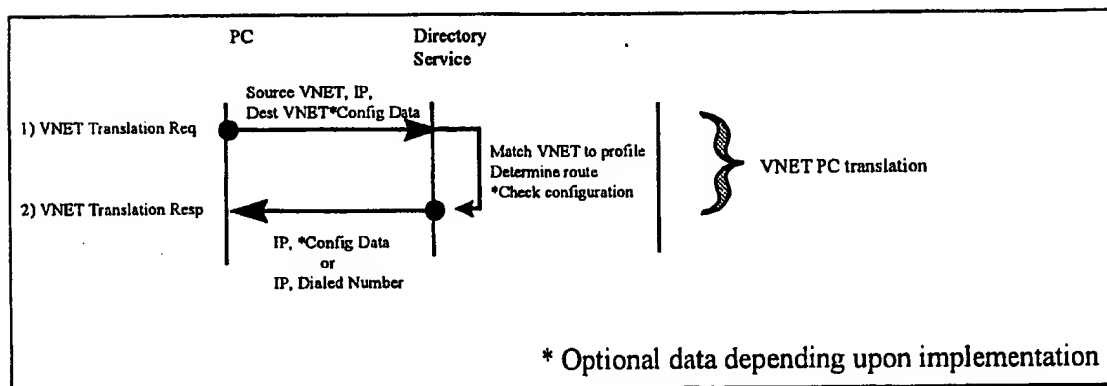 PC
Directory
Service
Source VNET, IP,
Dest VNET*Config Data
1) VNET Translation Req
Match VNET to profile
Determine route
*Check configuration
VNET PC translation
2) VNET Translation Resp
IP, *Config Data
or
IP, Dialed Number
* Optional data depending upon implementation